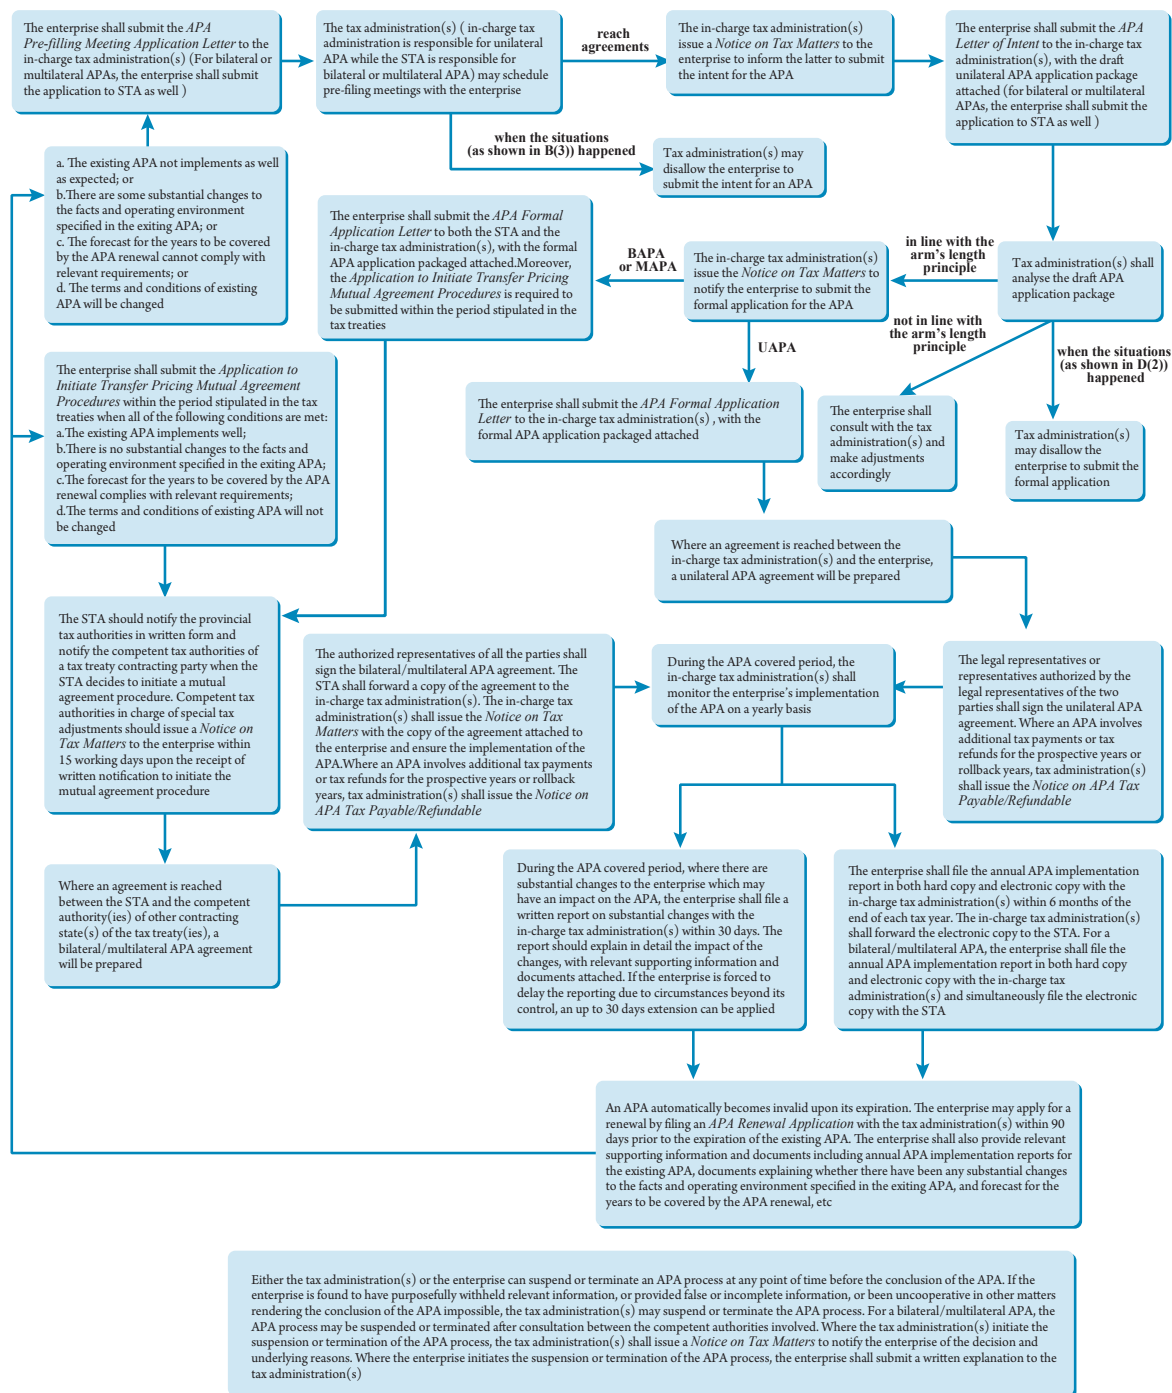 The enterprise shall submit the APA
Pre-filling Meeting Application Letter to the
in-charge tax administration(s) (For bilateral or
multilateral APAs, the enterprise shall submit
the application to STA as well )
The tax administration(s) ( in-charge tax
administration is responsible for unilateral
APA while the STA is responsible for
bilateral or multilateral APA) may schedule
pre-filing meetings with the enterprise
reach
agreements
The in-charge tax administration(s)
issue a Notice on Tax Matters to the
enterprise to inform the latter to submit
the intent for the APA
The enterprise shall submit the APA
Letter of Intent to the in-charge tax
administration(s), with the draft
unilateral APA application package
attached (for bilateral or multilateral
APAs, the enterprise shall submit the
application to STA as well )
when the situations
(as shown in B(3)) happened
Tax administration(s) may
disallow the enterprise to
submit the intent for an APA
a. The existing APA not implements as well
as expected; or
b.There are some substantial changes to
the facts and operating environment
specified in the exiting APA; or
c. The forecast for the years to be covered
by the APA renewal cannot comply with
relevant requirements; or
d. The terms and conditions of existing
APA will be changed
The enterprise shall submit the APA Formal
Application Letter to both the STA and the
in-charge tax administration(s), with the formal
APA application packaged attached.Moreover,
the Application to Initiate Transfer Pricing
Mutual Agreement Procedures is required to
be submitted within the period stipulated in the
tax treaties
BAPA
or MAPA
The in-charge tax administration(s)
issue the Notice on Tax Matters to
notify the enterprise to submit the
formal application for the APA
in line with the
arm's length
principle
Tax administration(s) shall
analyse the draft APA
application package
not in line with
the arm's length
principle
when the situations
(as shown in D(2))
happened
UAPA
The enterprise shall submit the Application to
Initiate Transfer Pricing Mutual Agreement
Procedures within the period stipulated in the tax
treaties when all of the following conditions are met:
a.The existing APA implements well;
b.There is no substantial changes to the facts and
operating environment specified in the exiting APA;
c.The forecast for the years to be covered by the APA
renewal complies with relevant requirements;
d.The terms and conditions of existing APA will not
be changed
The enterprise shall submit the APA Formal Application
Letter to the in-charge tax administration(s) , with the
formal APA application packaged attached
The enterprise shall
consult with the tax
administration(s) and
make adjustments
accordingly
Tax administration(s)
may disallow the
enterprise to submit the
formal application
Where an agreement is reached between the
in-charge tax administration(s) and the enterprise,
a unilateral APA agreement will be prepared
The STA should notify the provincial
tax authorities in written form and
notify the competent tax authorities of
a tax treaty contracting party when the
STA decides to initiate a mutual
agreement procedure. Competent tax
authorities in charge of special tax
adjustments should issue a Notice on
Tax Matters to the enterprise within
15 working days upon the receipt of
written notification to initiate the
mutual agreement procedure
The authorized representatives of all the parties shall
sign the bilateral/multilateral APA agreement. The
STA shall forward a copy of the agreement to the
in-charge tax administration(s). The in-charge tax
administration(s) shall issue the Notice on Tax
Matters with the copy of the agreement attached to
the enterprise and ensure the implementation of the
APA.Where an APA involves additional tax payments
or tax refunds for the prospective years or rollback
years, tax administration(s) shall issue the Notice on
APA Tax Payable/Refundable
During the APA covered period, the
in-charge tax administration(s) shall
monitor the enterprise's implementation
of the APA on a yearly basis
The legal representatives or
representatives authorized by the
legal representatives of the two
parties shall sign the unilateral APA
agreement. Where an APA involves
additional tax payments or tax
refunds for the prospective years or
rollback years, tax administration(s)
shall issue the Notice on APA Tax
Payable/Refundable
Where an agreement is reached
between the STA and the competent
authority(ies) of other contracting
state(s) of the tax treaty(ies), a
bilateral/multilateral APA agreement
will be prepared
During the APA covered period, where there are
substantial changes to the enterprise which may
have an impact on the APA, the enterprise shall file a
written report on substantial changes with the
in-charge tax administration(s) within 30 days. The
report should explain in detail the impact of the
changes, with relevant supporting information and
documents attached. If the enterprise is forced to
delay the reporting due to circumstances beyond its
control, an up to 30 days extension can be applied
The enterprise shall file the annual APA implementation
report in both hard copy and electronic copy with the
in-charge tax administration(s) within 6 months of the
end of each tax year. The in-charge tax administration(s)
shall forward the electronic copy to the STA. For a
bilateral/multilateral APA, the enterprise shall file the
annual APA implementation report in both hard copy
and electronic copy with the in-charge tax
administration(s) and simultaneously file the electronic
copy with the STA
An APA automatically becomes invalid upon its expiration. The enterprise may apply for a
renewal by filing an APA Renewal Application with the tax administration(s) within 90
days prior to the expiration of the existing APA. The enterprise shall also provide relevant
supporting information and documents including annual APA implementation reports for
the existing APA, documents explaining whether there have been any substantial changes
to the facts and operating environment specified in the exiting APA, and forecast for the
years to be covered by the APA renewal, etc
Either the tax administration(s) or the enterprise can suspend or terminate an APA process at any point of time before the conclusion of the APA. If the
enterprise is found to have purposefully withheld relevant information, or provided false or incomplete information, or been uncooperative in other matters
rendering the conclusion of the APA impossible, the tax administration(s) may suspend or terminate the APA process. For a bilateral/multilateral APA, the
APA process may be suspended or terminated after consultation between the competent authorities involved. Where the tax administration(s) initiate the
suspension or termination of the APA process, the tax administration(s) shall issue a Notice on Tax Matters to notify the enterprise of the decision and
underlying reasons. Where the enterprise initiates the suspension or termination of the APA process, the enterprise shall submit a written explanation to the
tax administration(s)